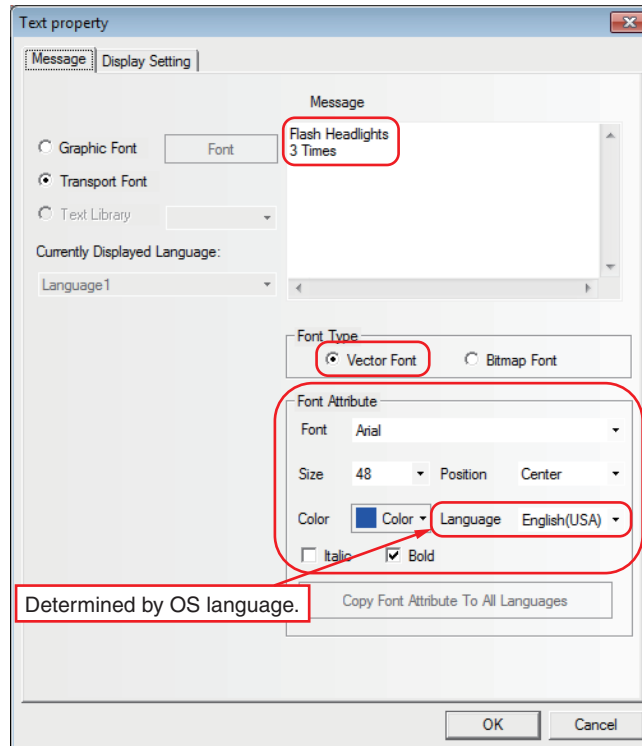 Text property
Message Display Setting
Message
Graphic Font Font
Flash Headlights
3 Times
Transport Font
Text Library
Currently Displayed Language:
Language1
Font Type
Vector Font Bitmap Font
Font Attribute
Font Arial
Size 48 Position Center
Color Color Language English(USA)
Italic Bold
Determined by OS language.
Copy Font Attribute To All Languages
OK Cancel